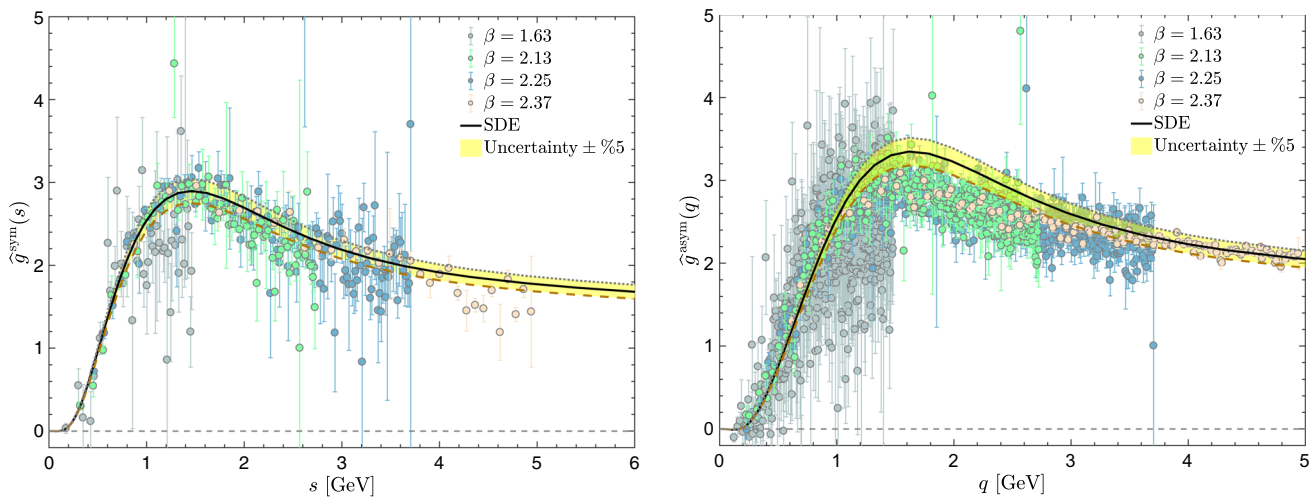 5
4
3
2
1
0
0
1
2
3
4
5
6
ĝ^sym(s)
s [GeV]
β = 1.63
β = 2.13
β = 2.25
β = 2.37
SDE
Uncertainty ± %5
5
4
3
2
1
0
0
1
2
3
4
5
ĝ^asym(q)
q [GeV]
β = 1.63
β = 2.13
β = 2.25
β = 2.37
SDE
Uncertainty ± %5